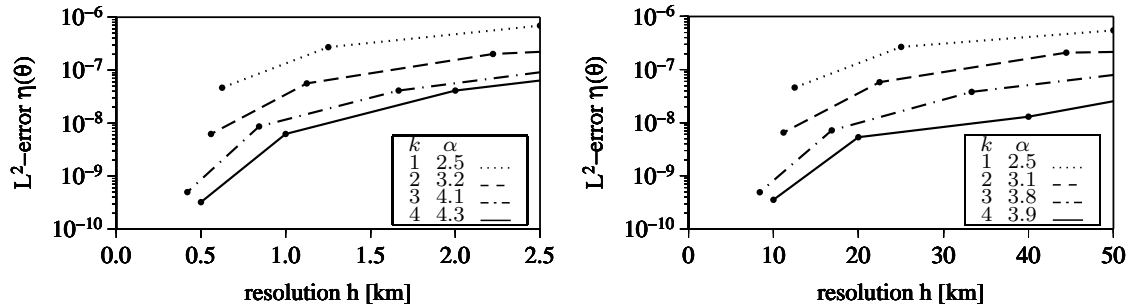 L²−error η(θ)
10⁻⁶
10⁻⁷
10⁻⁸
10⁻⁹
10⁻¹⁰
0.0 0.5 1.0 1.5 2.0 2.5
resolution h [km]
k α
1 2.5
2 3.2
3 4.1
4 4.3
L²−error η(θ)
10⁻⁶
10⁻⁷
10⁻⁸
10⁻⁹
10⁻¹⁰
0 10 20 30 40 50
resolution h [km]
k α
1 2.5
2 3.1
3 3.8
4 3.9